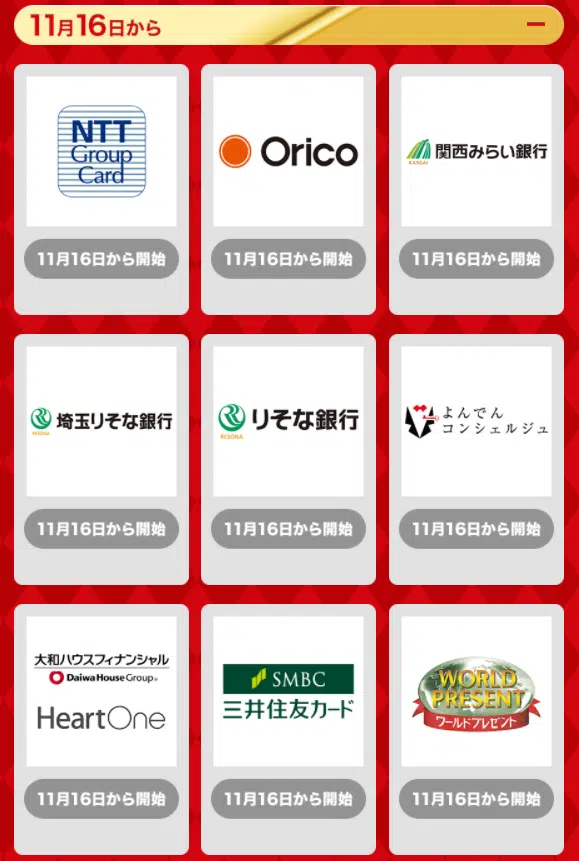 11月16日から
NTT
Group
Card
11月16日から開始
Orico
11月16日から開始
KANSAI
関西みらい銀行
11月16日から開始
RESONA
埼玉りそな銀行
11月16日から開始
RESONA
りそな銀行
11月16日から開始
よんでん
コンシェルジュ
11月16日から開始
大和ハウスフィナンシャル
Daiwa House Group®
HeartOne
11月16日から開始
SMBC
三井住友カード
11月16日から開始
WORLD
PRESENT
ワールドプレゼント
11月16日から開始